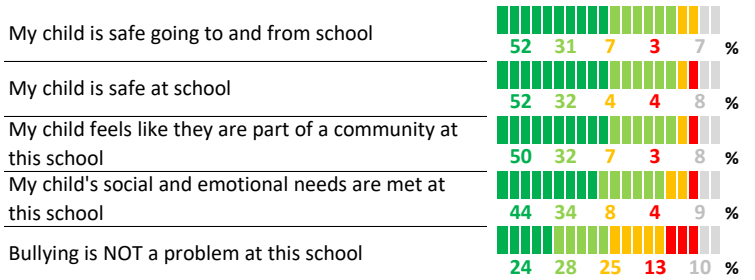 My child is safe going to and from school
52 31 7 3 7 %
My child is safe at school
52 32 4 4 8 %
My child feels like they are part of a community at
this school
50 32 7 3 8 %
My child's social and emotional needs are met at
this school
44 34 8 4 9 %
Bullying is NOT a problem at this school
24 28 25 13 10 %